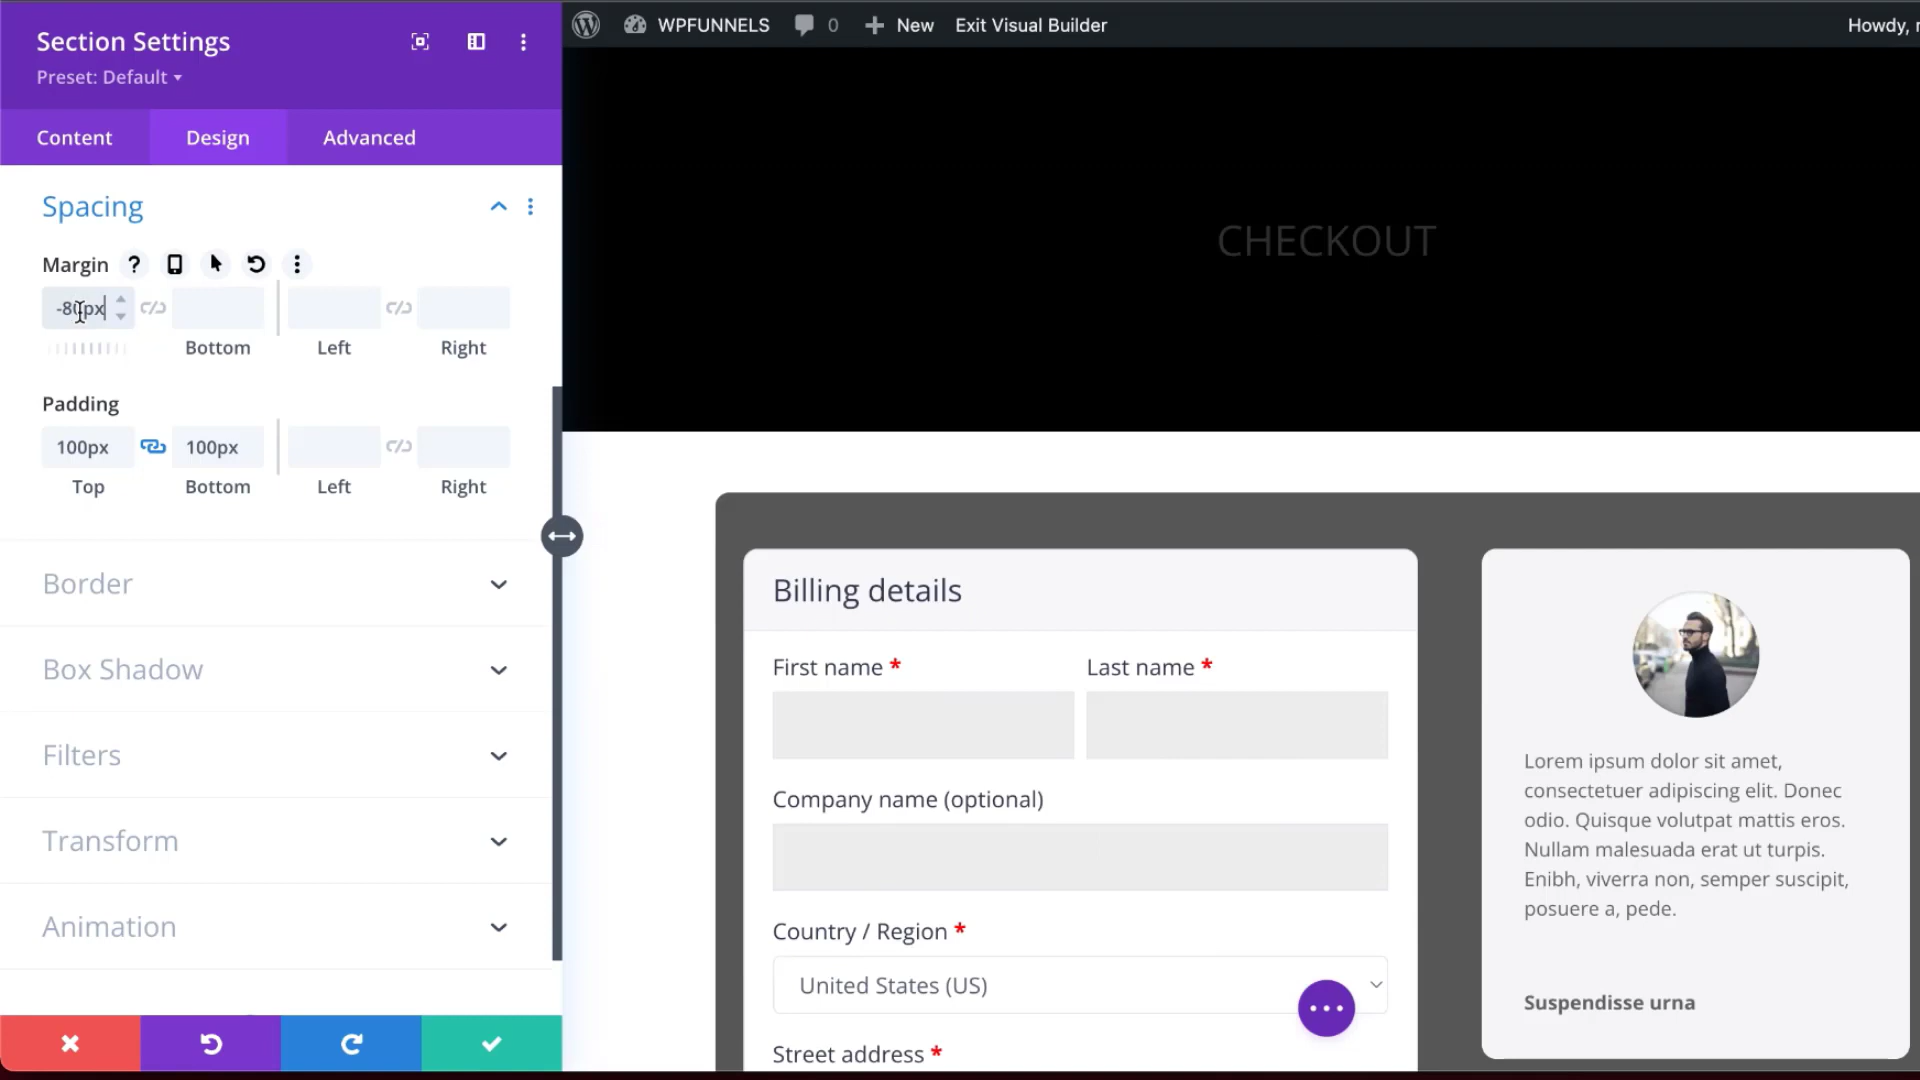 Section Settings
Preset: Default
Content Design Advanced
Spacing
Margin
-80px
Bottom Left Right
Padding
100px 100px
Top Bottom Left Right
Border
Box Shadow
Filters
Transform
Animation
WPFUNNELS 0 New Exit Visual Builder Howdy,
CHECKOUT
Billing details
First name * Last name *
Company name (optional)
Country / Region *
United States (US)
Street address *
Lorem ipsum dolor sit amet,
consectetuer adipiscing elit. Donec
odio. Quisque volutpat mattis eros.
Nullam malesuada erat ut turpis.
Enibh, viverra non, semper suscipit,
posuere a, pede.
Suspendisse urna